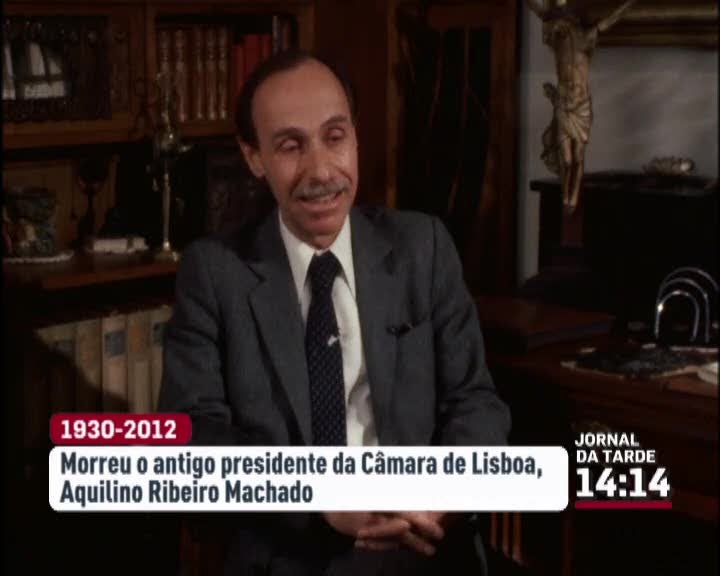 1930-2012
Morreu o antigo presidente da Câmara de Lisboa,
Aquilino Ribeiro Machado
JORNAL
DA TARDE
14:14